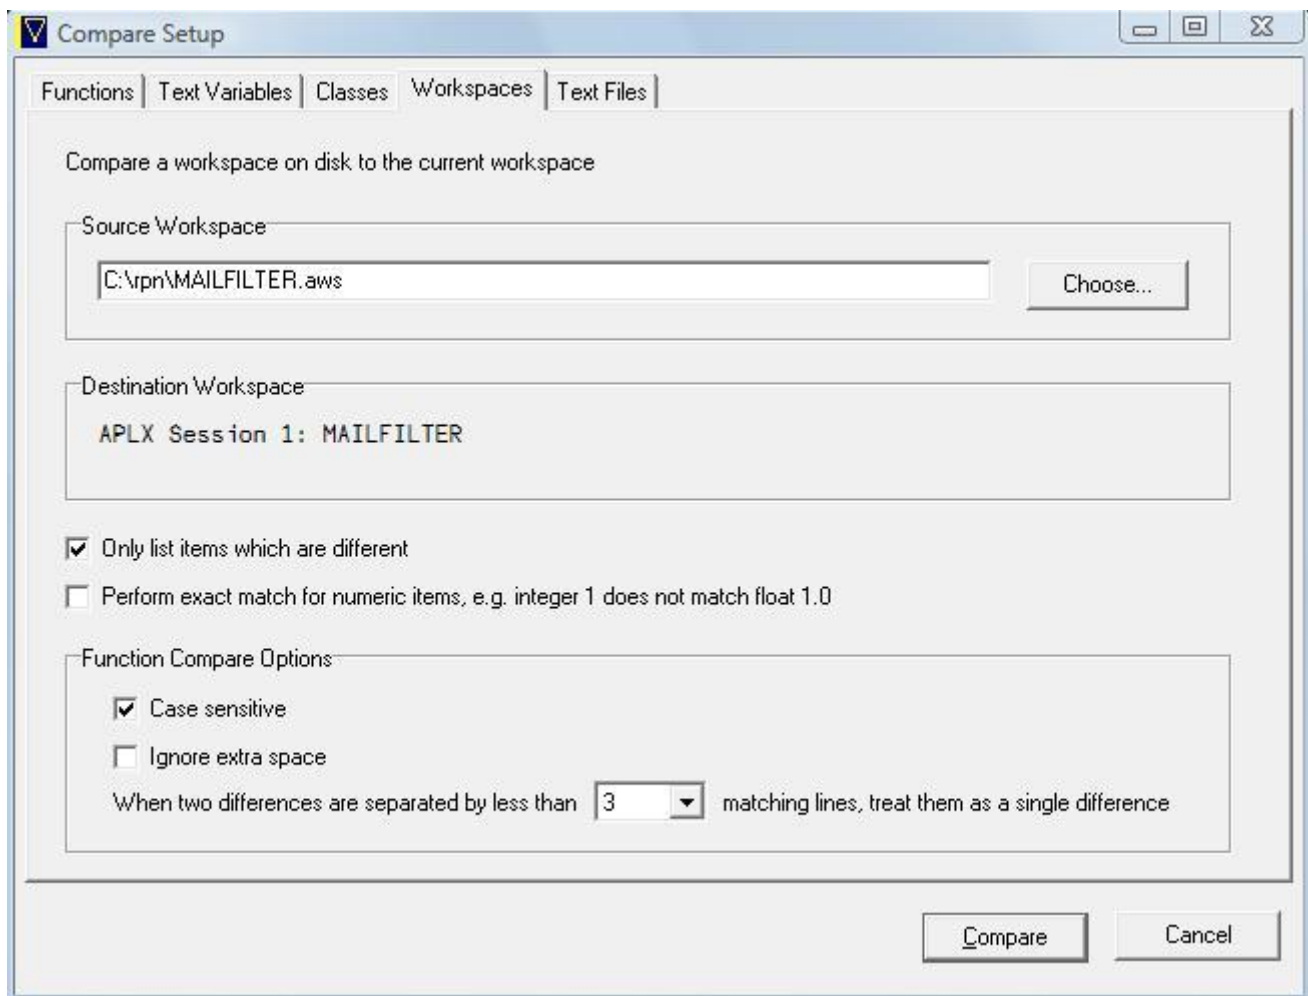 Compare Setup
Functions Text Variables Classes Workspaces Text Files
Compare a workspace on disk to the current workspace
Source Workspace
C:\rpn\MAILFILTER.aws Choose...
Destination Workspace
APLX Session 1: MAILFILTER
Only list items which are different
Perform exact match for numeric items, e.g. integer 1 does not match float 1.0
Function Compare Options
Case sensitive
Ignore extra space
When two differences are separated by less than 3 matching lines, treat them as a single difference
Compare Cancel